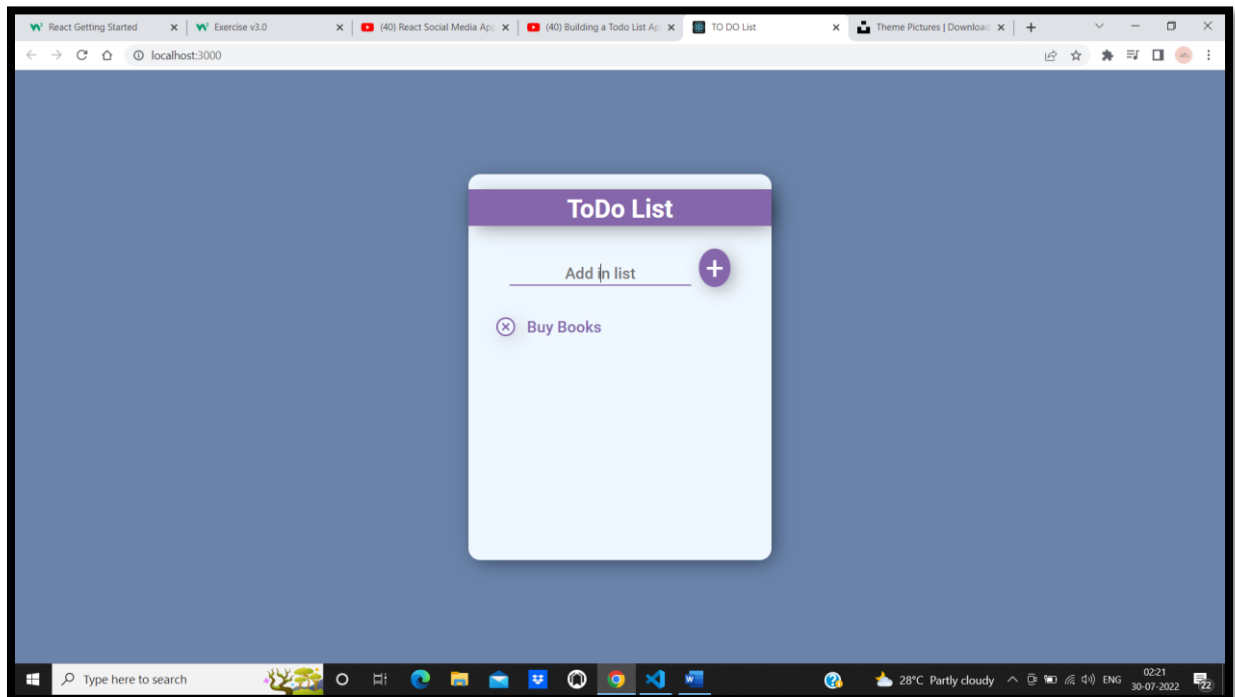 React Getting Started
Exercise v3.0
(40) React Social Media Ap
(40) Building a Todo List Ap
TO DO List
Theme Pictures | Download
localhost:3000
ToDo List
Add in list
Buy Books
Type here to search
28°C Partly cloudy
ENG
02:21
30-07-2022
22